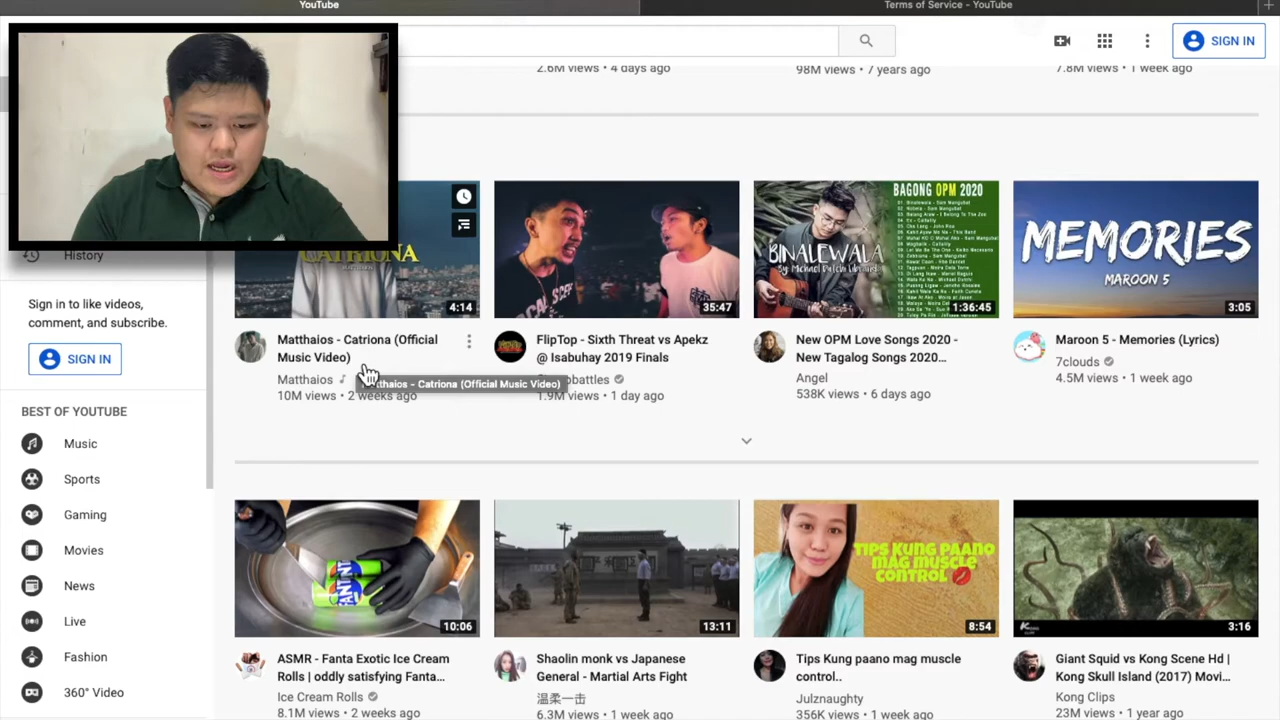 YouTube
Terms of Service - YouTube
SIGN IN
2.6M views • 4 days ago
98M views • 7 years ago
7.8M views • 1 week ago
History
Sign in to like videos,
comment, and subscribe.
SIGN IN
BEST OF YOUTUBE
Music
Sports
Gaming
Movies
News
Live
Fashion
360° Video
CATRIONA
4:14
Matthaios - Catriona (Official
Music Video)
Matthaios
Matthaios - Catriona (Official Music Video)
10M views • 2 weeks ago
35:47
FlipTop - Sixth Threat vs Apekz
@ Isabuhay 2019 Finals
1.9M views • 1 day ago
BAGONG OPM 2020
BINALEWALA
1:36:45
New OPM Love Songs 2020 -
New Tagalog Songs 2020...
Angel
538K views • 6 days ago
MEMORIES
MAROON 5
3:05
Maroon 5 - Memories (Lyrics)
7clouds
4.5M views • 1 week ago
FANTA
10:06
ASMR - Fanta Exotic Ice Cream
Rolls | oddly satisfying Fanta...
Ice Cream Rolls
8.1M views • 2 weeks ago
13:11
Shaolin monk vs Japanese
General - Martial Arts Fight
温柔一击
6.3M views • 1 week ago
TIPS KUNG PAANO
MAG MUSCLE
CONTROL
8:54
Tips Kung paano mag muscle
control..
Julznaughty
356K views • 1 week ago
3:16
Giant Squid vs Kong Scene Hd |
Kong Skull Island (2017) Movi...
Kong Clips
23M views • 1 year ago